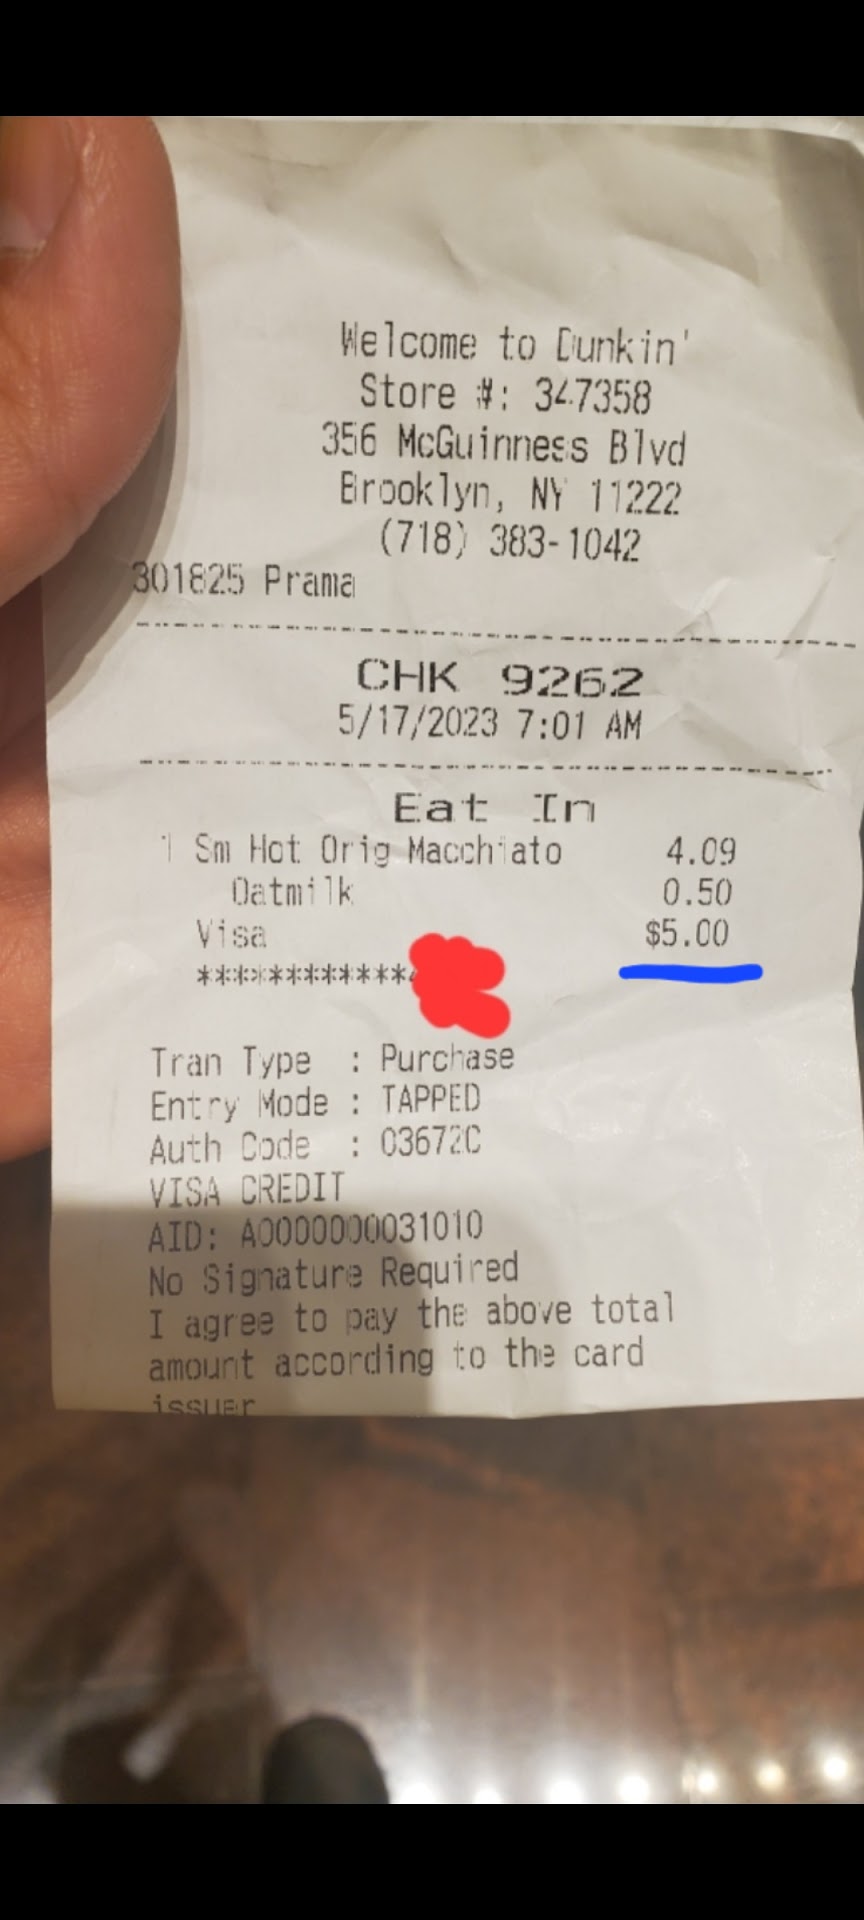 Welcome to Dunkin'
Store #: 347358
356 McGuinness Blvd
Brooklyn, NY 11222
(718) 383-1042
301825 Prama
CHK 9262
5/17/2023 7:01 AM
Eat In
1 Sm Hot Orig Macchiato 4.09
Oatmilk 0.50
Visa $5.00
************
Tran Type : Purchase
Entry Mode : TAPPED
Auth Code : 03672C
VISA CREDIT
AID: A0000000031010
No Signature Required
I agree to pay the above total
amount according to the card
issuer